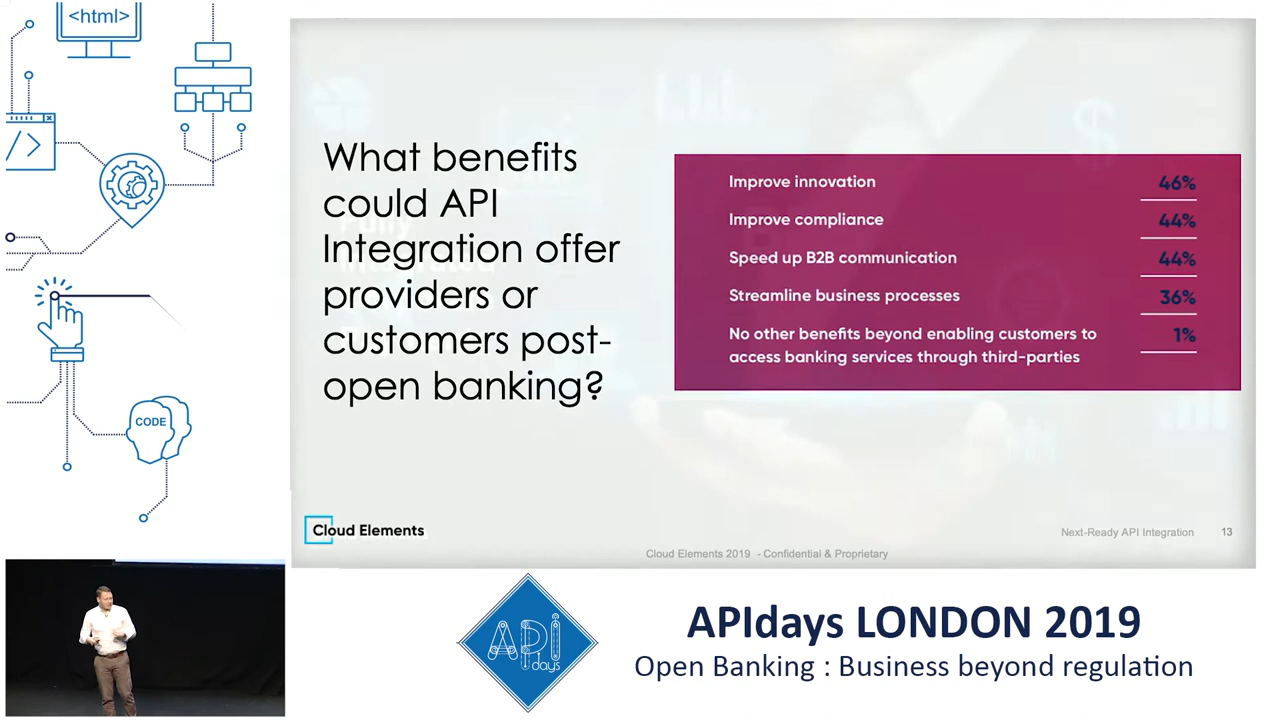 <html>
</>
CODE
What benefits
could API
Integration offer
providers or
customers post-
open banking?
Improve innovation 46%
Improve compliance 44%
Speed up B2B communication 44%
Streamline business processes 36%
No other benefits beyond enabling customers to 1%
access banking services through third-parties
Cloud Elements
Next-Ready API Integration 13
Cloud Elements 2019 - Confidential & Proprietary
API
days
APIdays LONDON 2019
Open Banking : Business beyond regulation